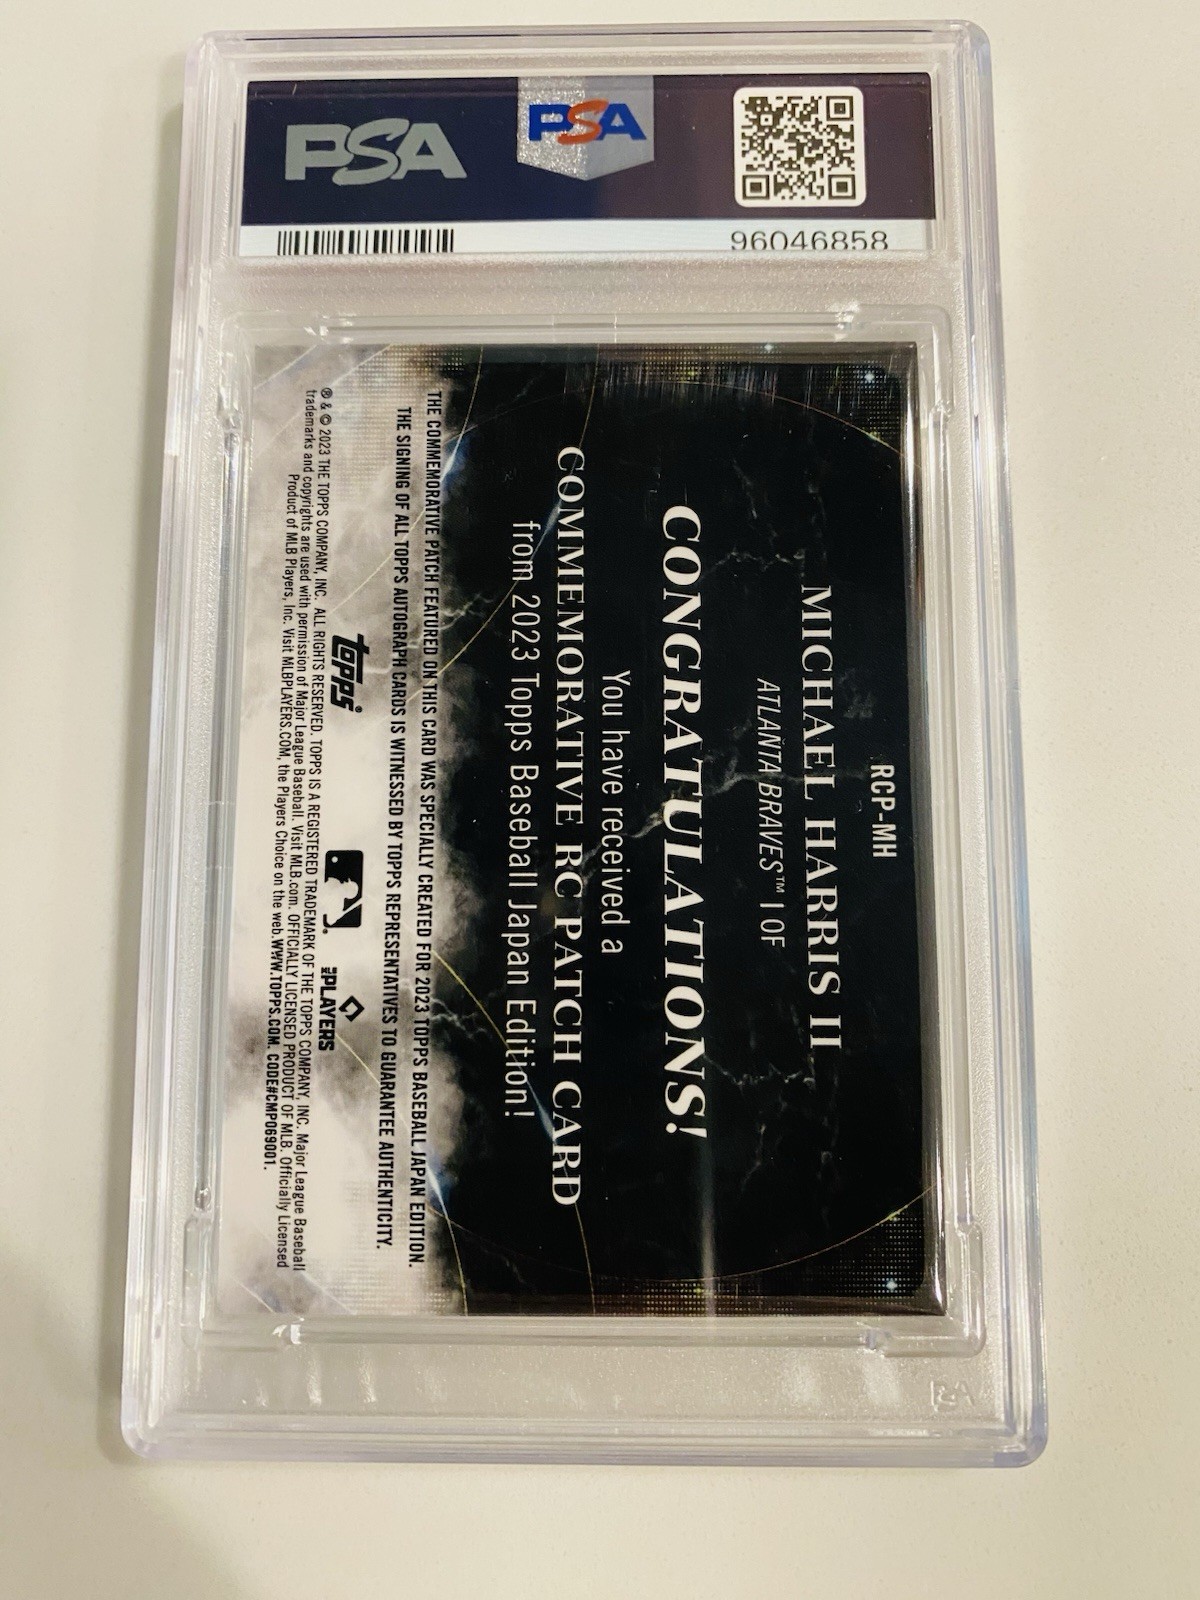 PSA
PSA
96046858
RCP-MH
MICHAEL HARRIS II
ATLANTA BRAVES™ | OF
CONGRATULATIONS!
You have received a
COMMEMORATIVE RC PATCH CARD
from 2023 Topps Baseball Japan Edition!
THE COMMEMORATIVE PATCH FEATURED ON THIS CARD WAS SPECIALLY CREATED FOR 2023 TOPPS BASEBALL JAPAN EDITION.
THE SIGNING OF ALL TOPPS AUTOGRAPH CARDS IS WITNESSED BY TOPPS REPRESENTATIVES TO GUARANTEE AUTHENTICITY.
topps®
MLB PLAYERS
® & © 2023 THE TOPPS COMPANY, INC. ALL RIGHTS RESERVED. TOPPS IS A REGISTERED TRADEMARK OF THE TOPPS COMPANY, INC. Major League Baseball
trademarks and copyrights are used with permission of Major League Baseball. Visit MLB.com. OFFICIALLY LICENSED PRODUCT OF MLB. Officially Licensed
Product of MLB Players, Inc. Visit MLBPLAYERS.COM, the Players Choice on the web.WWW.TOPPS.COM. CODE#CMP069001.
PSA